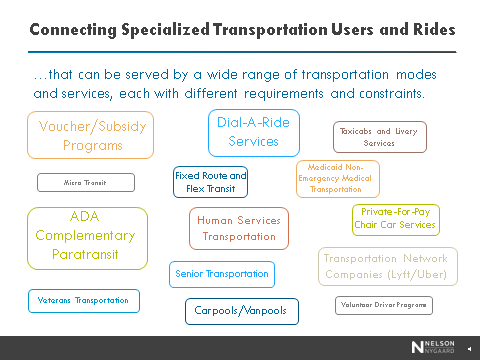 Connecting Specialized Transportation Users and Rides
…that can be served by a wide range of transportation modes
and services, each with different requirements and constraints.
Voucher/Subsidy
Programs
Dial-A-Ride
Services
Taxicabs and Livery
Services
Micro Transit
Fixed Route and
Flex Transit
Medicaid Non-
Emergency Medical
Transportation
ADA
Complementary
Paratransit
Human Services
Transportation
Private-For-Pay
Chair Car Services
Senior Transportation
Transportation Network
Companies (Lyft/Uber)
Veterans Transportation
Carpools/Vanpools
Volunteer Driver Programs
NELSON
NYGAARD
4